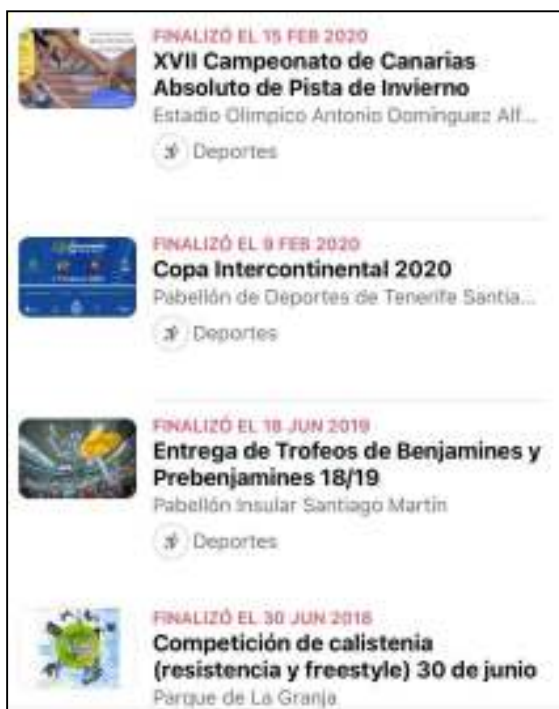 FINALIZÓ EL 15 FEB 2020
XVII Campeonato de Canarias
Absoluto de Pista de Invierno
Estadio Olimpico Antonio Dominguez Alf...
Deportes
FINALIZÓ EL 9 FEB 2020
Copa Intercontinental 2020
Pabellón de Deportes de Tenerife Santia...
Deportes
FINALIZÓ EL 18 JUN 2019
Entrega de Trofeos de Benjamines y
Prebenjamines 18/19
Pabellón Insular Santiago Martín
Deportes
FINALIZÓ EL 30 JUN 2018
Competición de calistenia
(resistencia y freestyle) 30 de junio
Parque de La Granja